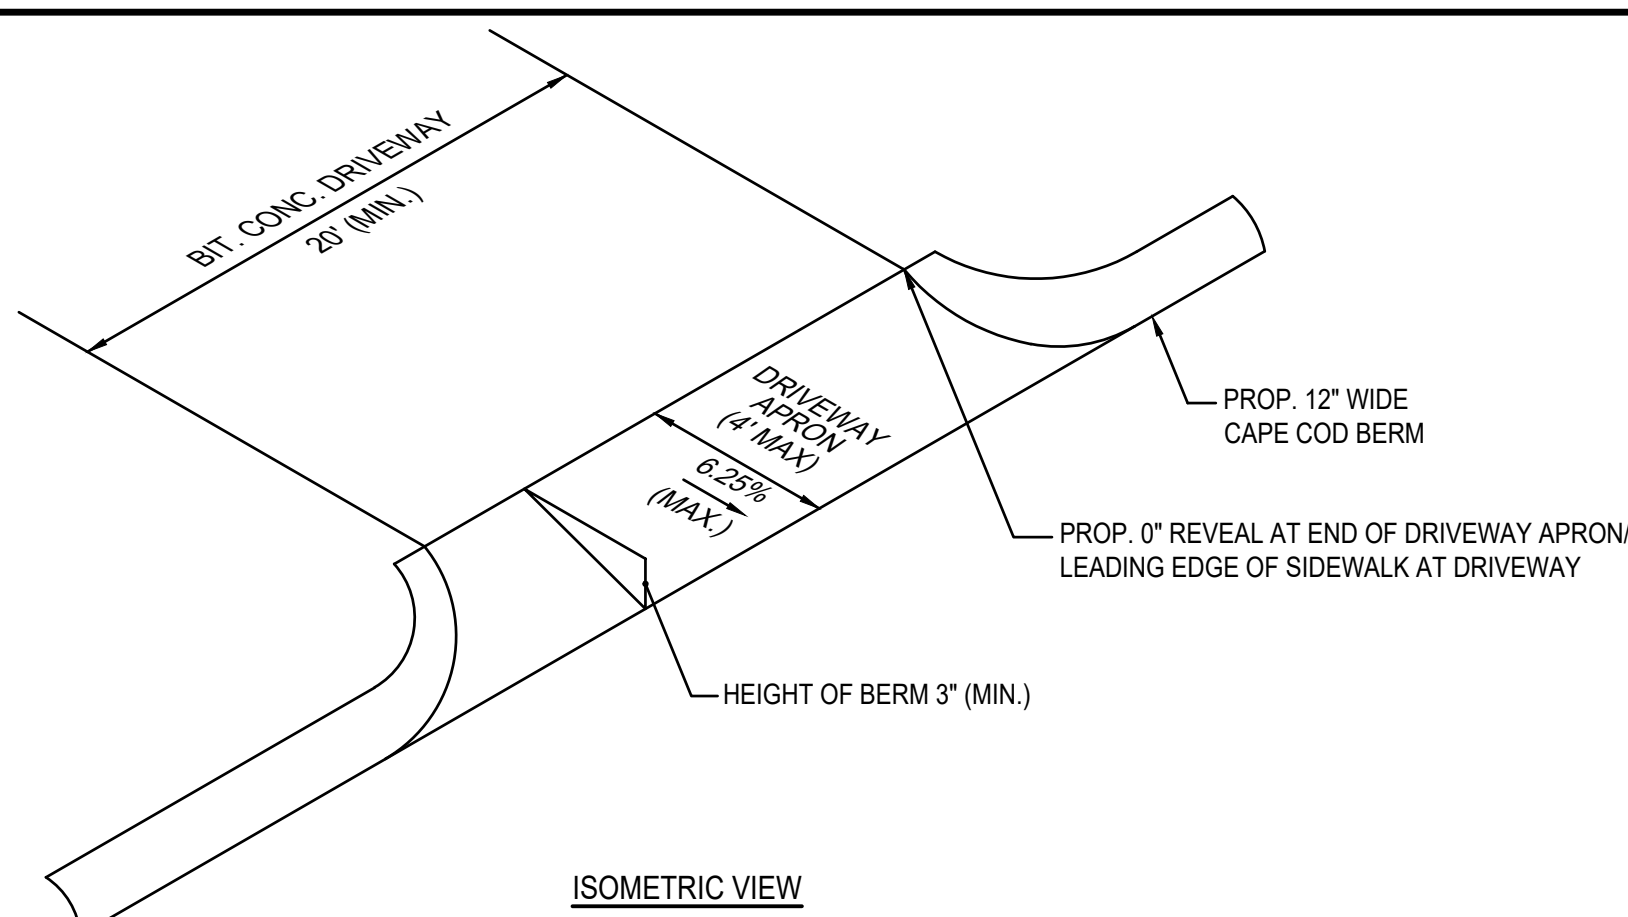 BIT. CONC. DRIVEWAY
20' (MIN.)
DRIVEWAY
APRON
(4' MAX)
6.25%
(MAX.)
PROP. 12" WIDE
CAPE COD BERM
PROP. 0" REVEAL AT END OF DRIVEWAY APRON/
LEADING EDGE OF SIDEWALK AT DRIVEWAY
HEIGHT OF BERM 3" (MIN.)
ISOMETRIC VIEW